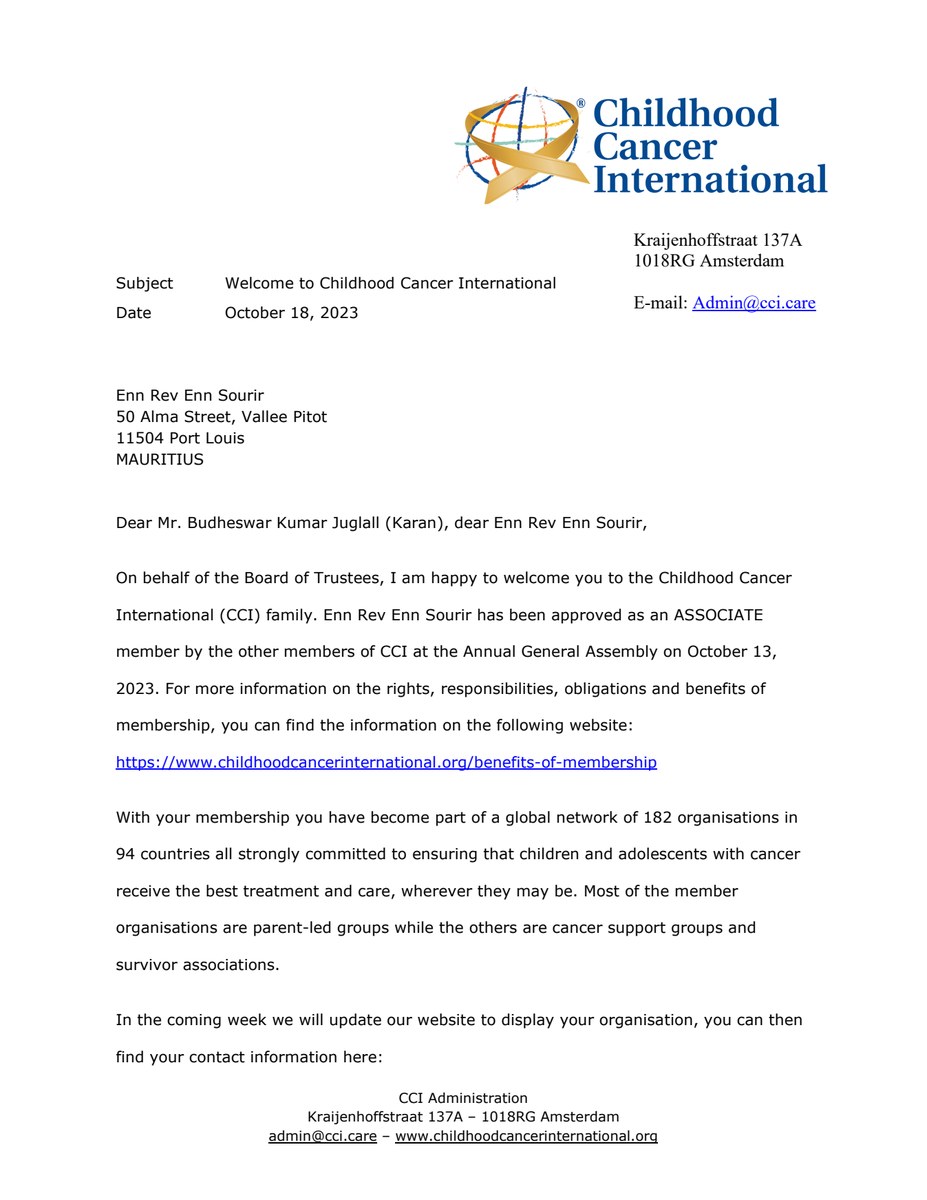 ®
Childhood
Cancer
International
Kraijenhoffstraat 137A
1018RG Amsterdam
E-mail: Admin@cci.care
Subject Welcome to Childhood Cancer International
Date October 18, 2023
Enn Rev Enn Sourir
50 Alma Street, Vallee Pitot
11504 Port Louis
MAURITIUS
Dear Mr. Budheswar Kumar Juglall (Karan), dear Enn Rev Enn Sourir,
On behalf of the Board of Trustees, I am happy to welcome you to the Childhood Cancer
International (CCI) family. Enn Rev Enn Sourir has been approved as an ASSOCIATE
member by the other members of CCI at the Annual General Assembly on October 13,
2023. For more information on the rights, responsibilities, obligations and benefits of
membership, you can find the information on the following website:
https://www.childhoodcancerinternational.org/benefits-of-membership
With your membership you have become part of a global network of 182 organisations in
94 countries all strongly committed to ensuring that children and adolescents with cancer
receive the best treatment and care, wherever they may be. Most of the member
organisations are parent-led groups while the others are cancer support groups and
survivor associations.
In the coming week we will update our website to display your organisation, you can then
find your contact information here:
CCI Administration
Kraijenhoffstraat 137A – 1018RG Amsterdam
admin@cci.care – www.childhoodcancerinternational.org